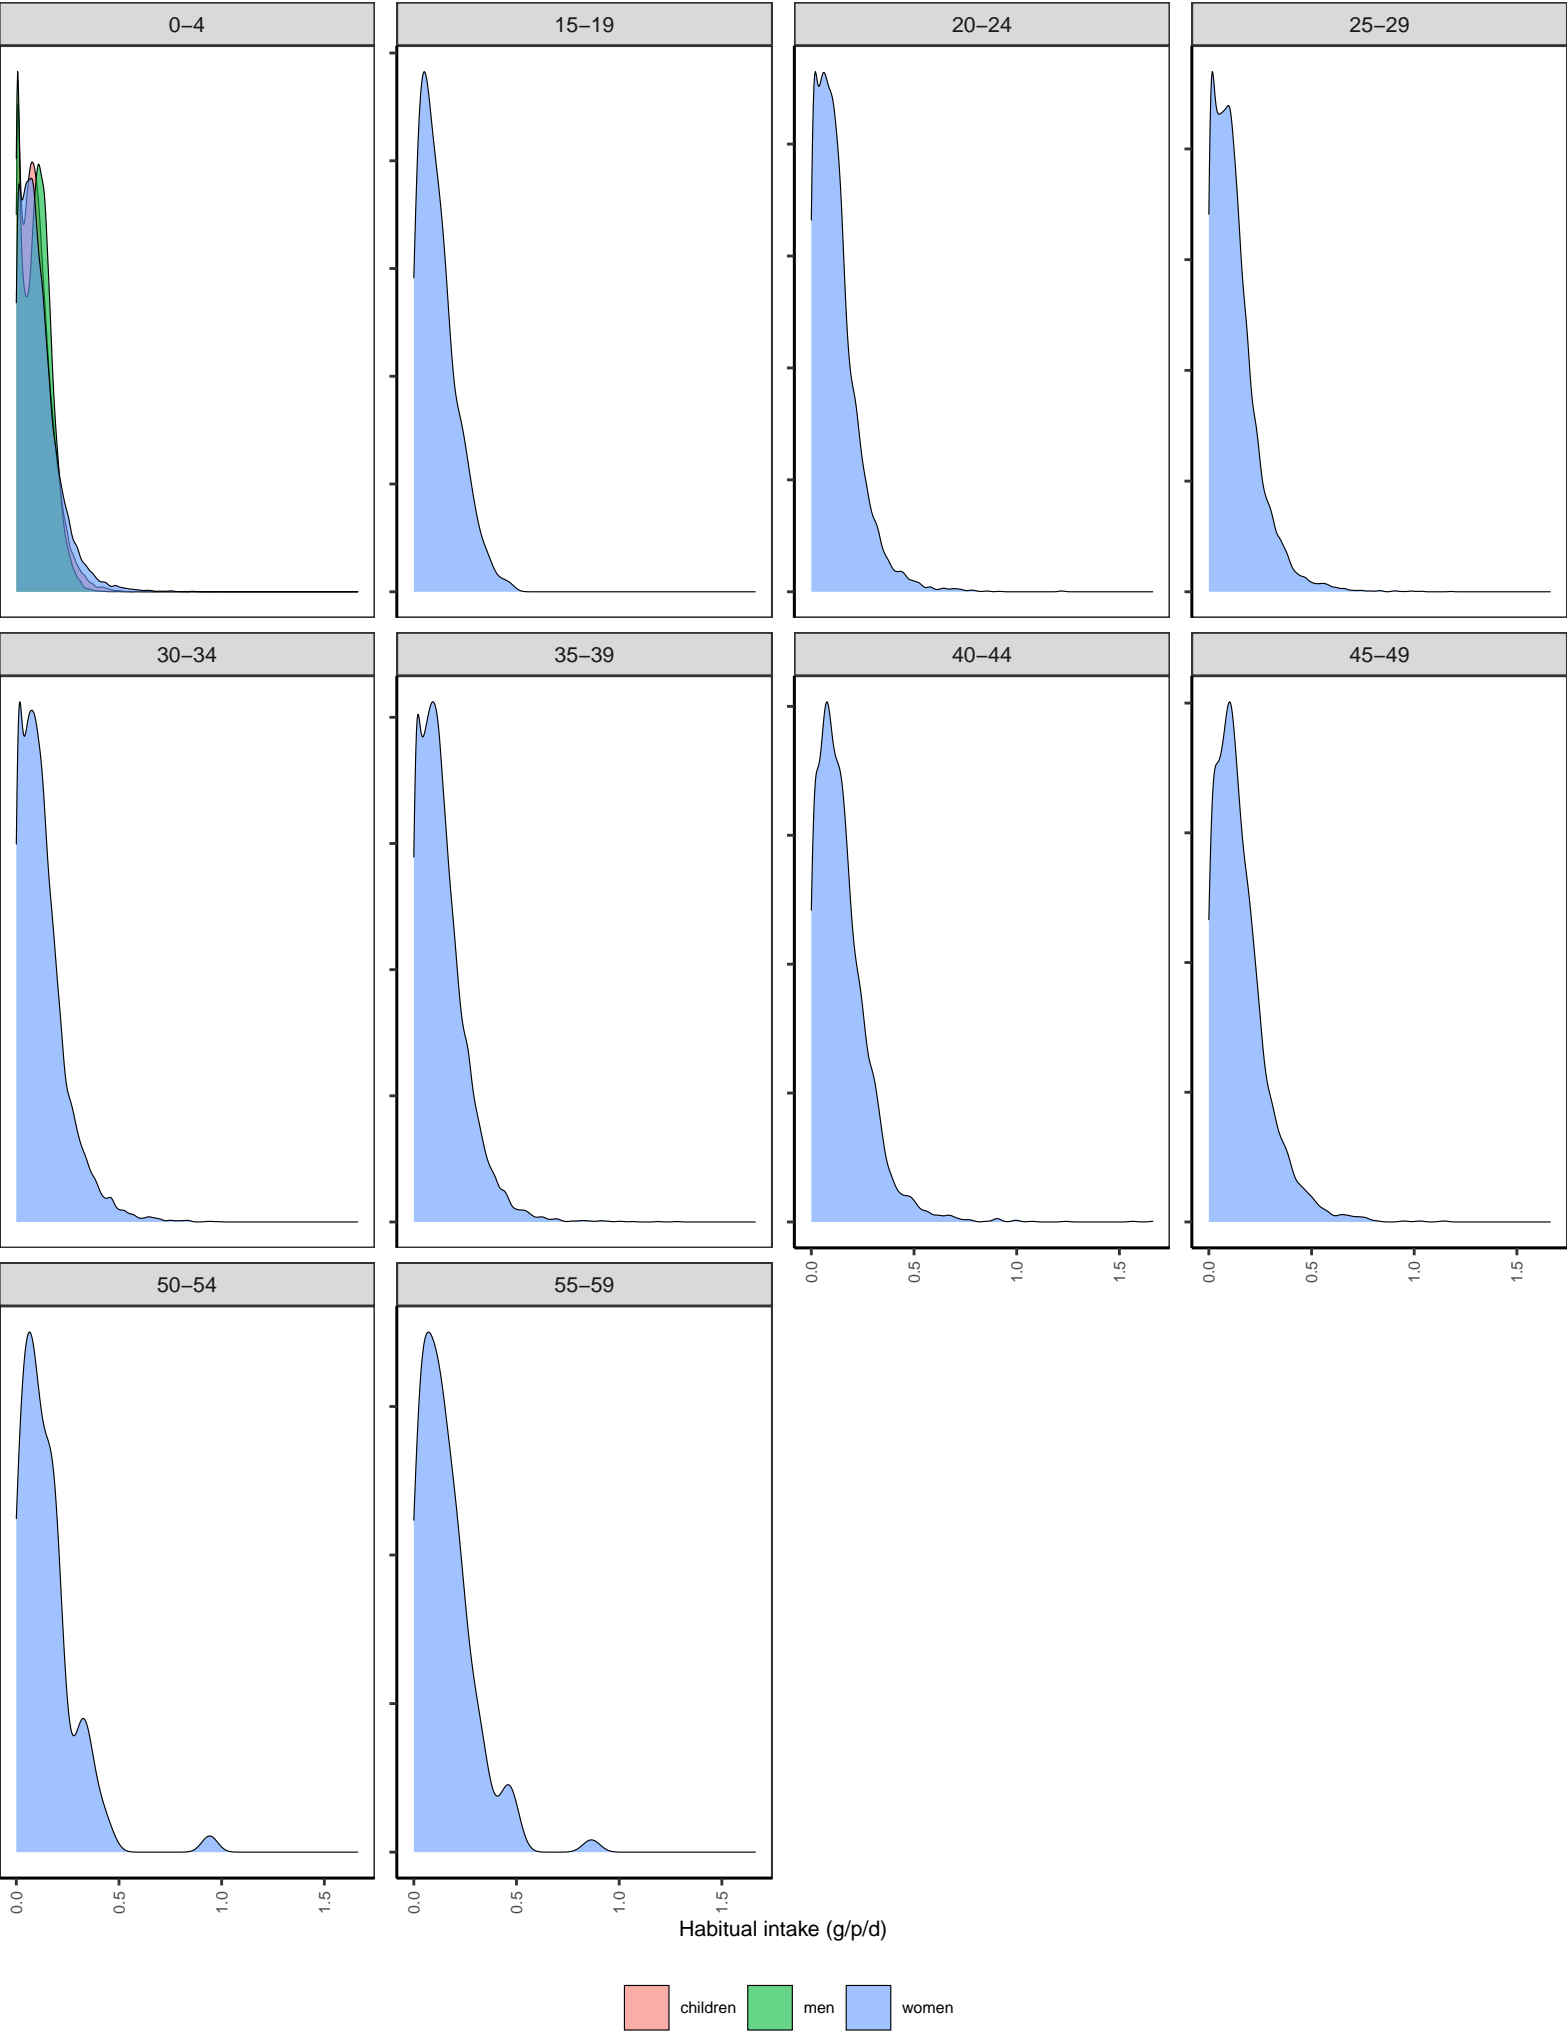 0–4 15–19 20–24 25–29
30–34 35–39 40–44 45–49
0.0 0.5 1.0 1.5 0.0 0.5 1.0 1.5
50–54 55–59
0.0 0.5 1.0 1.5 0.0 0.5 1.0 1.5
Habitual intake (g/p/d)
children men women